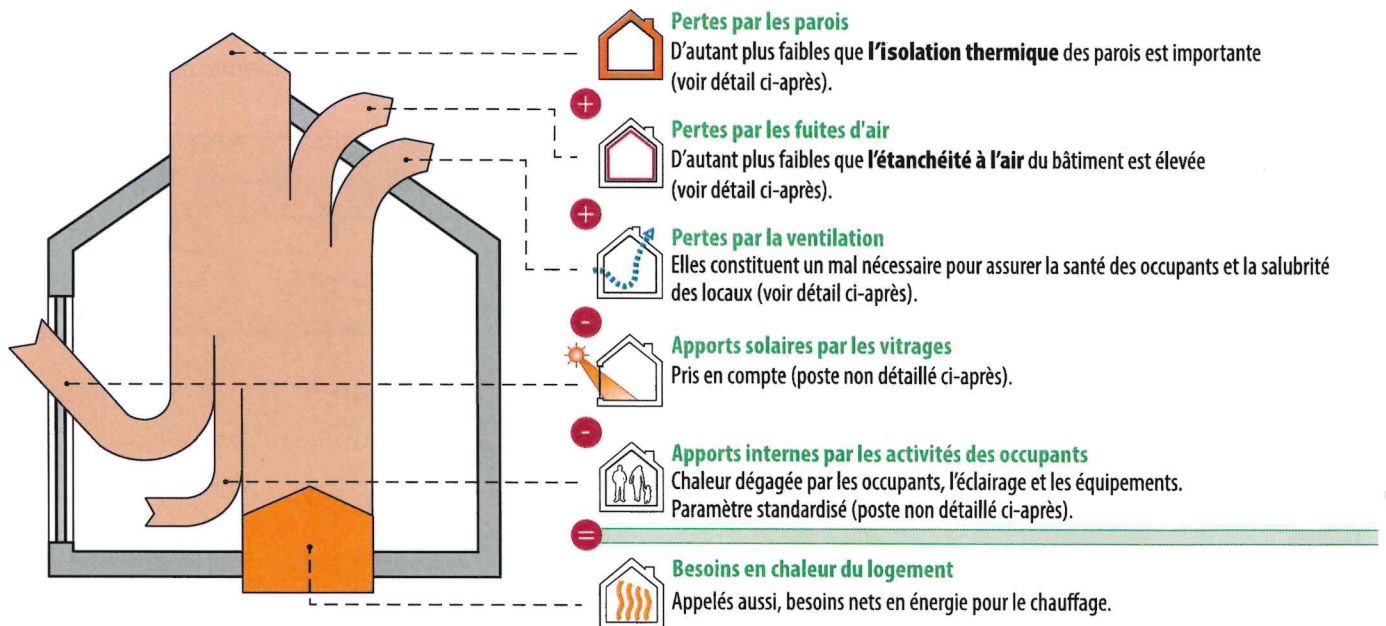 Pertes par les parois
D'autant plus faibles que l'isolation thermique des parois est importante
(voir détail ci-après).
+
Pertes par les fuites d'air
D'autant plus faibles que l'étanchéité à l'air du bâtiment est élevée
(voir détail ci-après).
+
Pertes par la ventilation
Elles constituent un mal nécessaire pour assurer la santé des occupants et la salubrité
des locaux (voir détail ci-après).
-
Apports solaires par les vitrages
Pris en compte (poste non détaillé ci-après).
-
Apports internes par les activités des occupants
Chaleur dégagée par les occupants, l'éclairage et les équipements.
Paramètre standardisé (poste non détaillé ci-après).
=
Besoins en chaleur du logement
Appelés aussi, besoins nets en énergie pour le chauffage.